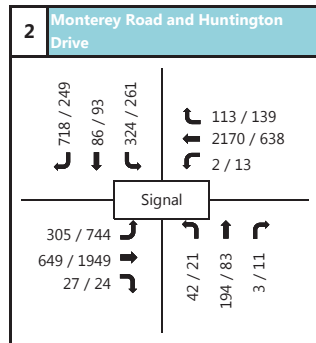 2
Monterey Road and Huntington
Drive
718 / 249
86 / 93
324 / 261
113 / 139
2170 / 638
2 / 13
Signal
305 / 744
649 / 1949
27 / 24
42 / 21
194 / 83
3 / 11